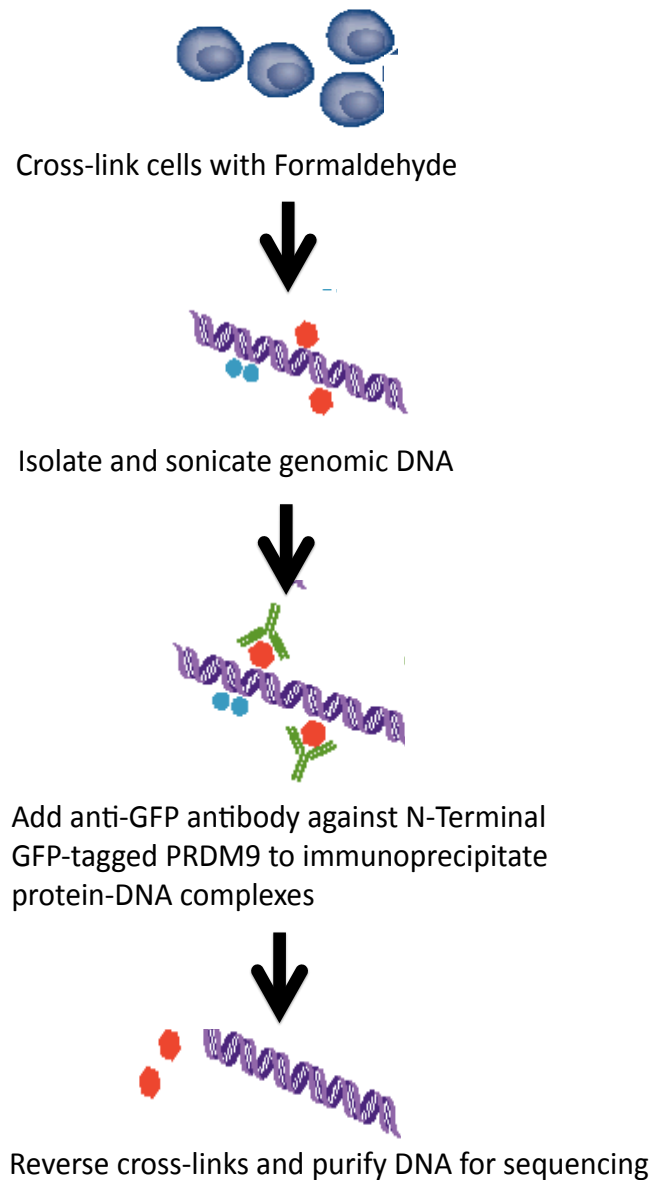 Cross-link cells with Formaldehyde
Isolate and sonicate genomic DNA
Add anti-GFP antibody against N-Terminal
GFP-tagged PRDM9 to immunoprecipitate
protein-DNA complexes
Reverse cross-links and purify DNA for sequencing